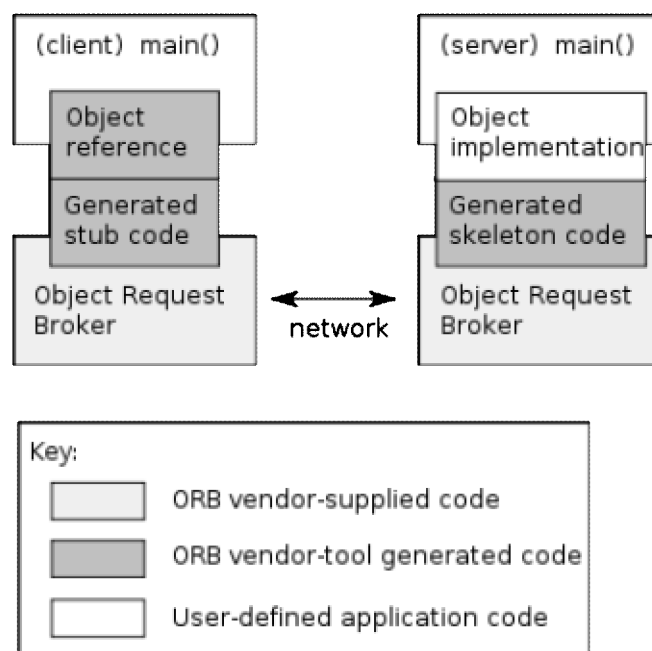 (client) main()
Object
reference
Generated
stub code
Object Request
Broker
network
(server) main()
Object
implementation
Generated
skeleton code
Object Request
Broker
Key:
ORB vendor-supplied code
ORB vendor-tool generated code
User-defined application code